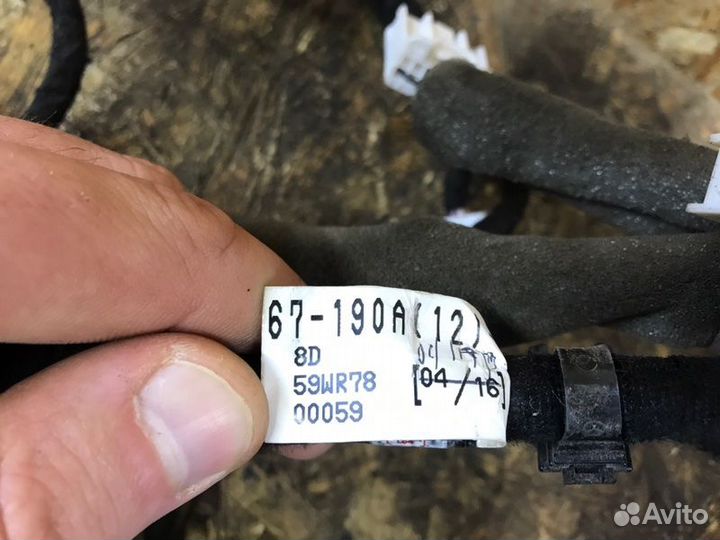 67-190A(12)
8D
59WR78
[04/16]
00059
Avito